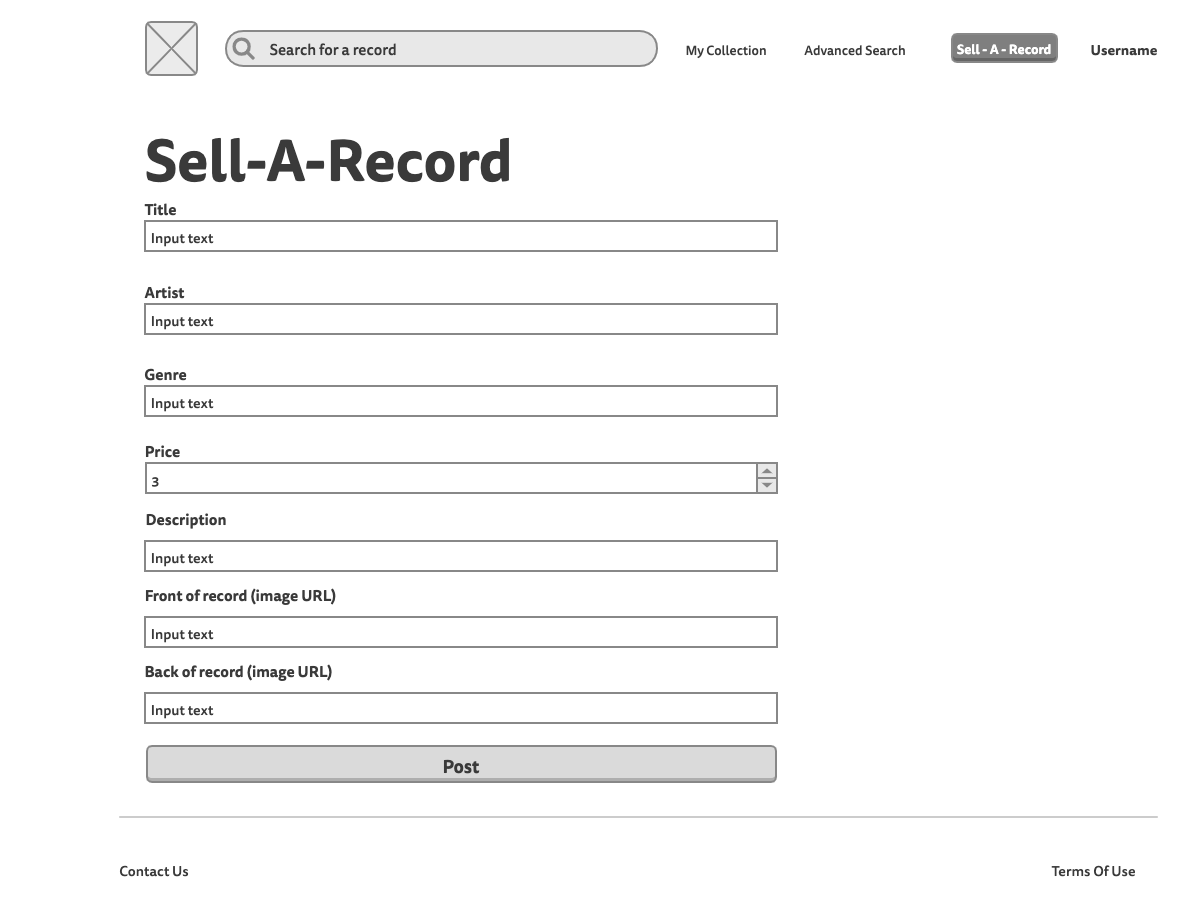 Search for a record
My Collection
Advanced Search
Sell - A - Record
Username
Sell-A-Record
Title
Input text
Artist
Input text
Genre
Input text
Price
3
Description
Input text
Front of record (image URL)
Input text
Back of record (image URL)
Input text
Post
Contact Us
Terms Of Use